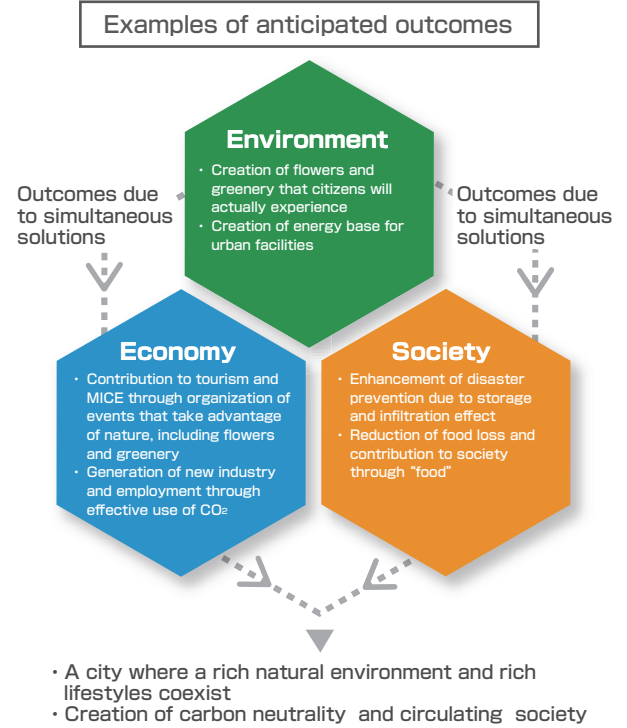 Examples of anticipated outcomes
Environment
・ Creation of flowers and
greenery that citizens will
actually experience
・ Creation of energy base for
urban facilities
Outcomes due
to simultaneous
solutions
Outcomes due
to simultaneous
solutions
Economy
・ Contribution to tourism and
MICE through organization of
events that take advantage
of nature, including flowers
and greenery
・ Generation of new industry
and employment through
effective use of CO₂
Society
・ Enhancement of disaster
prevention due to storage
and infiltration effect
・ Reduction of food loss and
contribution to society
through “food”
・A city where a rich natural environment and rich
lifestyles coexist
・Creation of carbon neutrality and circulating society